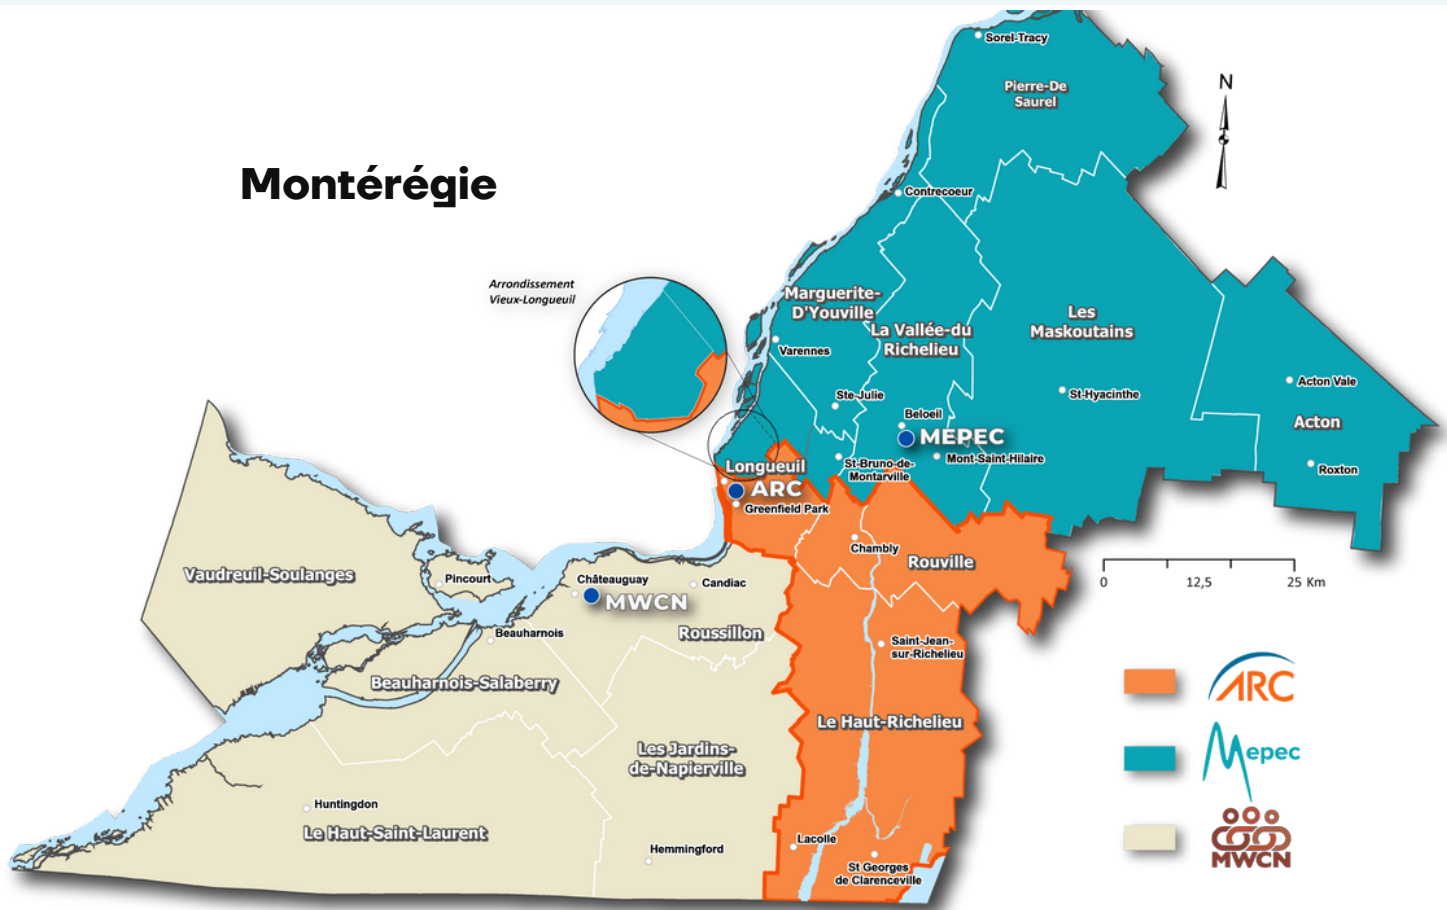 Montérégie
N
Sorel-Tracy
Pierre-De
Saurel
Contrecoeur
Arrondissement
Vieux-Longueuil
Marguerite-
D'Youville
La Vallée-du
Richelieu
Les
Maskoutains
Varennes
Ste-Julie
Beloeil
MEPEC
St-Hyacinthe
Acton Vale
Acton
Roxton
Longueuil
St-Bruno-de-
Montarville
Mont-Saint-Hilaire
ARC
Greenfield Park
Chambly
Rouville
0 12,5 25 Km
Vaudreuil-Soulanges
Pincourt
Châteauguay
Candiac
MWCN
Beauharnois
Roussillon
Saint-Jean-
sur-Richelieu
Beauharnois-Salaberry
Le Haut-Richelieu
Les Jardins-
de-Napierville
Huntingdon
Le Haut-Saint-Laurent
Hemmingford
Lacolle
St Georges
de Clarenceville
ARC
Mepec
MWCN